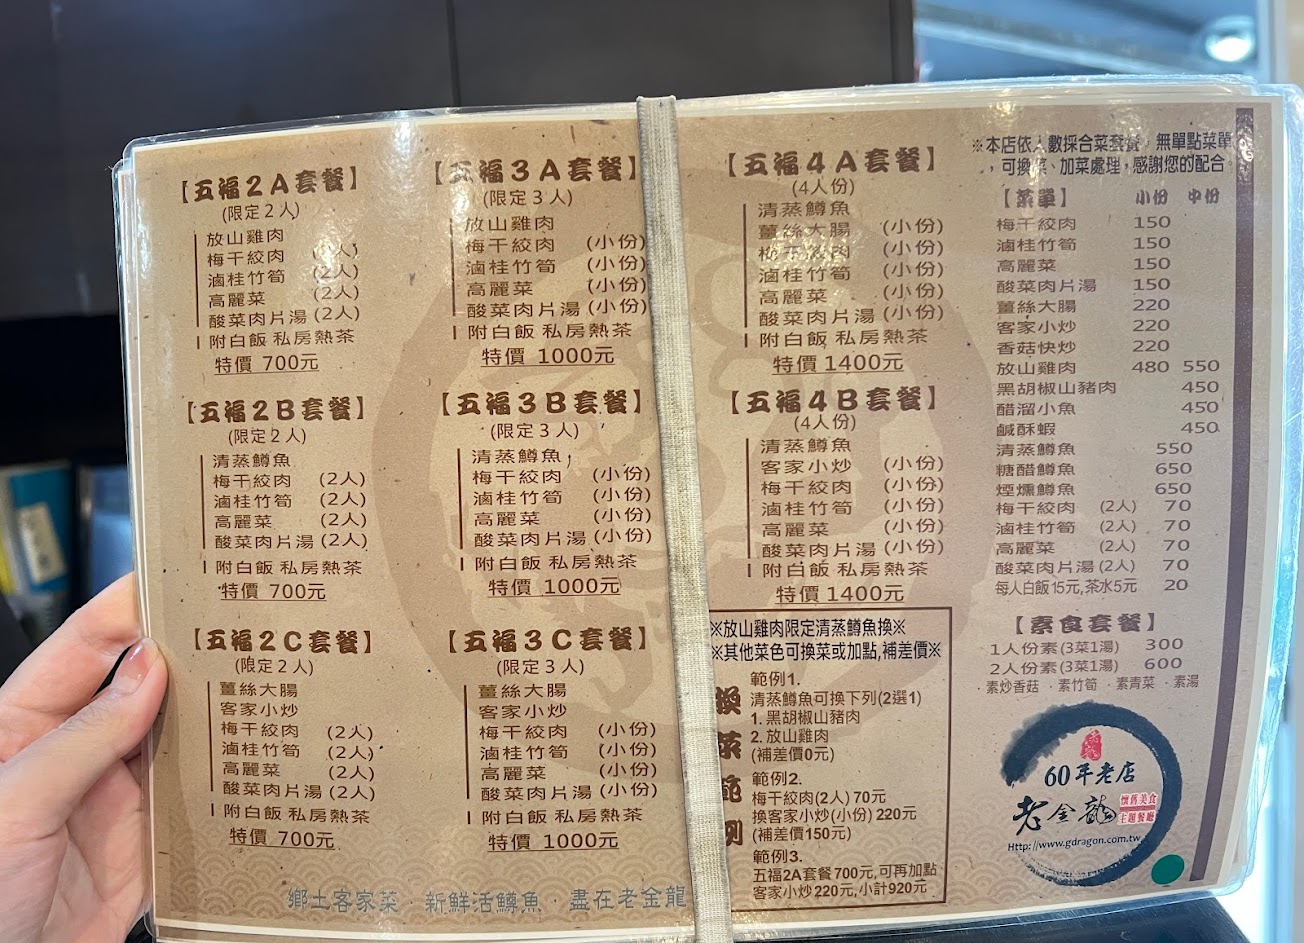 【五福2A套餐】
(限定2人)
放山雞肉
梅干絞肉 (2人)
滷桂竹筍 (2人)
高麗菜 (2人)
酸菜肉片湯 (2人)
附白飯 私房熱茶
特價 700元
【五福2B套餐】
(限定2人)
清蒸鱒魚
梅干絞肉 (2人)
滷桂竹筍 (2人)
高麗菜 (2人)
酸菜肉片湯 (2人)
附白飯 私房熱茶
特價 700元
【五福2C套餐】
(限定2人)
薑絲大腸
客家小炒
梅干絞肉 (2人)
滷桂竹筍 (2人)
高麗菜 (2人)
酸菜肉片湯 (2人)
附白飯 私房熱茶
特價 700元
【五福3A套餐】
(限定3人)
放山雞肉
梅干絞肉 (小份)
滷桂竹筍 (小份)
高麗菜 (小份)
酸菜肉片湯 (小份)
附白飯 私房熱茶
特價 1000元
【五福3B套餐】
(限定3人)
清蒸鱒魚
梅干絞肉 (小份)
滷桂竹筍 (小份)
高麗菜 (小份)
酸菜肉片湯 (小份)
附白飯 私房熱茶
特價 1000元
【五福3C套餐】
(限定3人)
薑絲大腸
客家小炒
梅干絞肉 (小份)
滷桂竹筍 (小份)
高麗菜 (小份)
酸菜肉片湯 (小份)
附白飯 私房熱茶
特價 1000元
鄉土客家菜·新鮮活鱒魚·盡在老金龍
【五福4A套餐】
(4人份)
清蒸鱒魚
薑絲大腸 (小份)
梅干絞肉 (小份)
滷桂竹筍 (小份)
高麗菜 (小份)
酸菜肉片湯 (小份)
附白飯 私房熱茶
特價 1400元
【五福4B套餐】
(4人份)
清蒸鱒魚
客家小炒 (小份)
梅干絞肉 (小份)
滷桂竹筍 (小份)
高麗菜 (小份)
酸菜肉片湯 (小份)
附白飯 私房熱茶
特價 1400元
※放山雞肉限定清蒸鱒魚換※
※其他菜色可換菜或加點,補差價※
換菜範例
範例1.
清蒸鱒魚可換下列(2選1)
1. 黑胡椒山豬肉
2. 放山雞肉
(補差價0元)
範例2.
梅干絞肉(2人) 70元
換客家小炒(小份) 220元
(補差價150元)
範例3.
五福2A套餐700元,可再加點
客家小炒220元,小計920元
※本店依人數採合菜套餐，無單點菜單
，可換菜、加菜處理，感謝您的配合。
【菜單】 小份 中份
梅干絞肉 150
滷桂竹筍 150
高麗菜 150
酸菜肉片湯 150
薑絲大腸 220
客家小炒 220
香菇快炒 220
放山雞肉 480 550
黑胡椒山豬肉 450
醋溜小魚 450
鹹酥蝦 450
清蒸鱒魚 550
糖醋鱒魚 650
煙燻鱒魚 650
梅干絞肉 (2人) 70
滷桂竹筍 (2人) 70
高麗菜 (2人) 70
酸菜肉片湯 (2人) 70
每人白飯15元,茶水5元 20
【素食套餐】
1人份素(3菜1湯) 300
2人份素(3菜1湯) 600
·素炒香菇 ·素竹筍 ·素青菜 ·素湯
60年老店
老金龍
懷舊美食
主題餐廳
Http://www.gdragon.com.tw